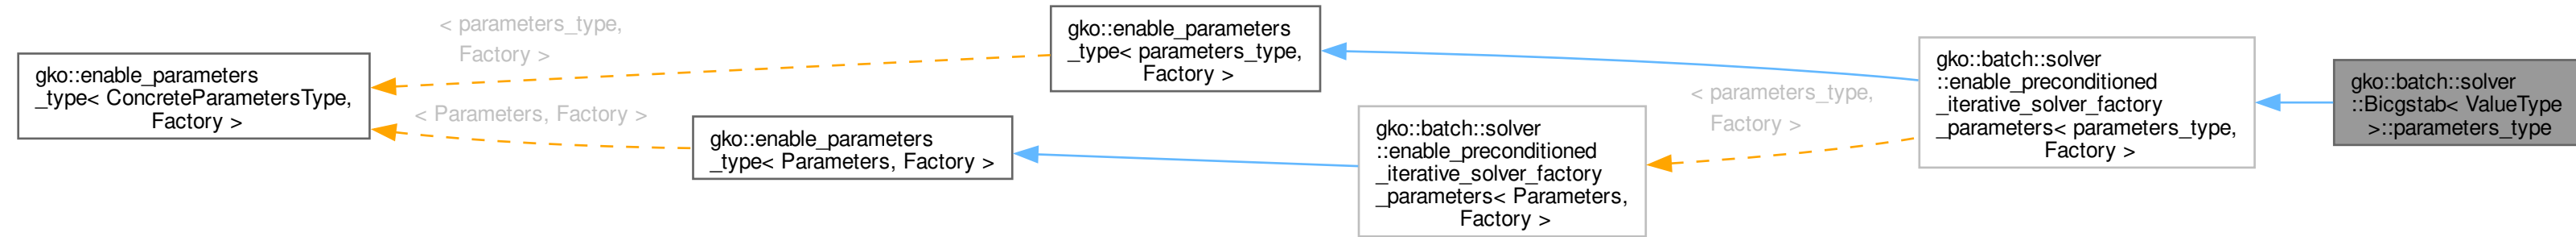 gko::enable_parameters
_type< ConcreteParametersType,
Factory >
< parameters_type,
Factory >
< Parameters, Factory >
gko::enable_parameters
_type< Parameters, Factory >
gko::enable_parameters
_type< parameters_type,
Factory >
gko::batch::solver
::enable_preconditioned
_iterative_solver_factory
_parameters< Parameters,
Factory >
< parameters_type,
Factory >
gko::batch::solver
::enable_preconditioned
_iterative_solver_factory
_parameters< parameters_type,
Factory >
gko::batch::solver
::Bicgstab< ValueType
>::parameters_type